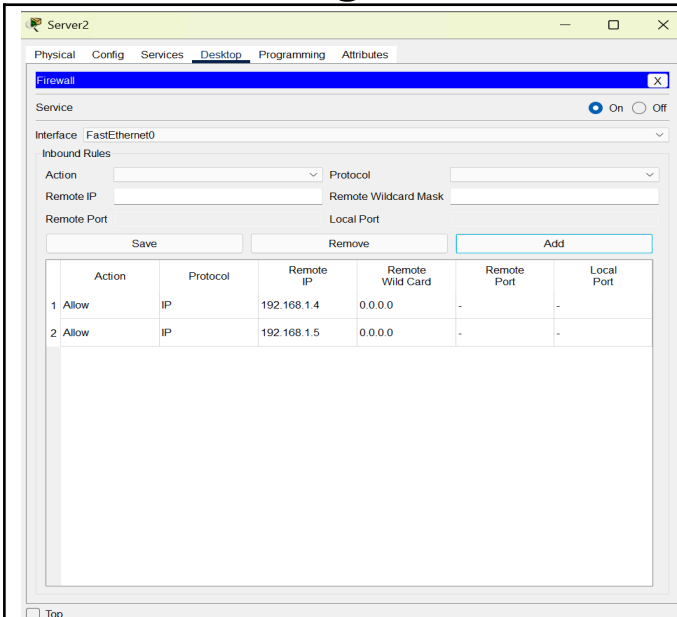 Server2
Physical Config Services Desktop Programming Attributes
Firewall X
Service On Off
Interface FastEthernet0
Inbound Rules
Action Protocol
Remote IP Remote Wildcard Mask
Remote Port Local Port
Save Remove Add
Action Protocol Remote IP Remote Wild Card Remote Port Local Port
1 Allow IP 192.168.1.4 0.0.0.0 - -
2 Allow IP 192.168.1.5 0.0.0.0 - -
Top